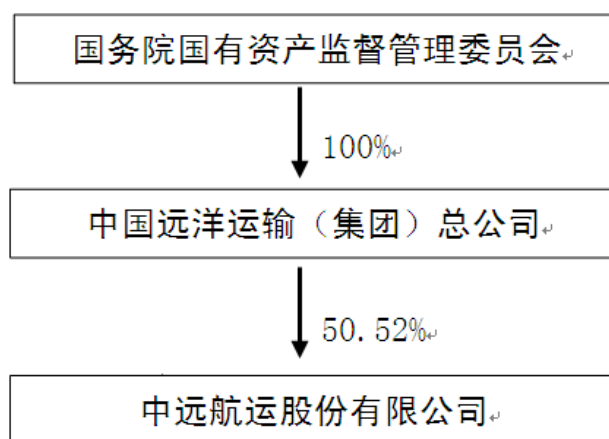 国务院国有资产监督管理委员会
100%
中国远洋运输（集团）总公司
50.52%
中远航运股份有限公司